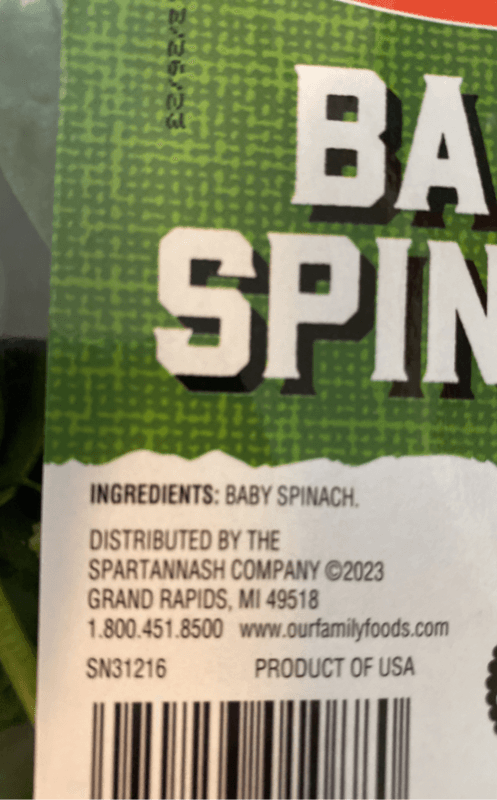 BA
SPIN
INGREDIENTS: BABY SPINACH.
DISTRIBUTED BY THE
SPARTANNASH COMPANY ©2023
GRAND RAPIDS, MI 49518
1.800.451.8500 www.ourfamilyfoods.com
SN31216 PRODUCT OF USA